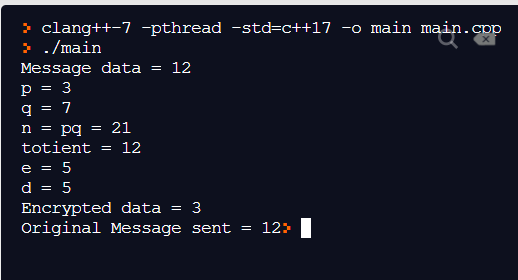 > clang++-7 -pthread -std=c++17 -o main main.cpp
> ./main
Message data = 12
p = 3
q = 7
n = pq = 21
totient = 12
e = 5
d = 5
Encrypted data = 3
Original Message sent = 12>